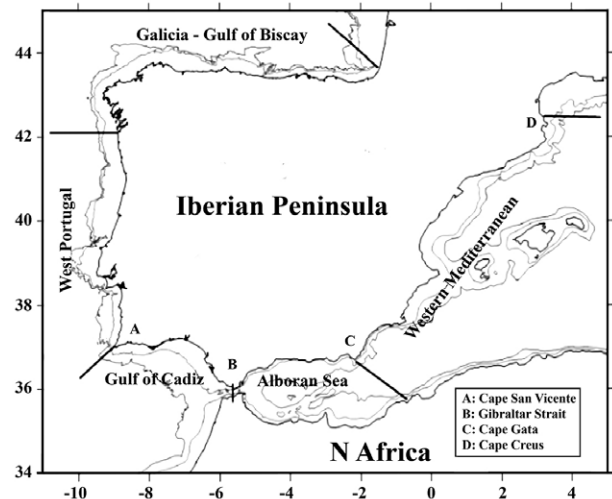 Galicia - Gulf of Biscay
44
42
40
38
36
34
D
Iberian Peninsula
West Portugal
Western Mediterranean
A
B
C
Gulf of Cadiz
Alboran Sea
N Africa
A: Cape San Vicente
B: Gibraltar Strait
C: Cape Gata
D: Cape Creus
-10
-8
-6
-4
-2
0
2
4